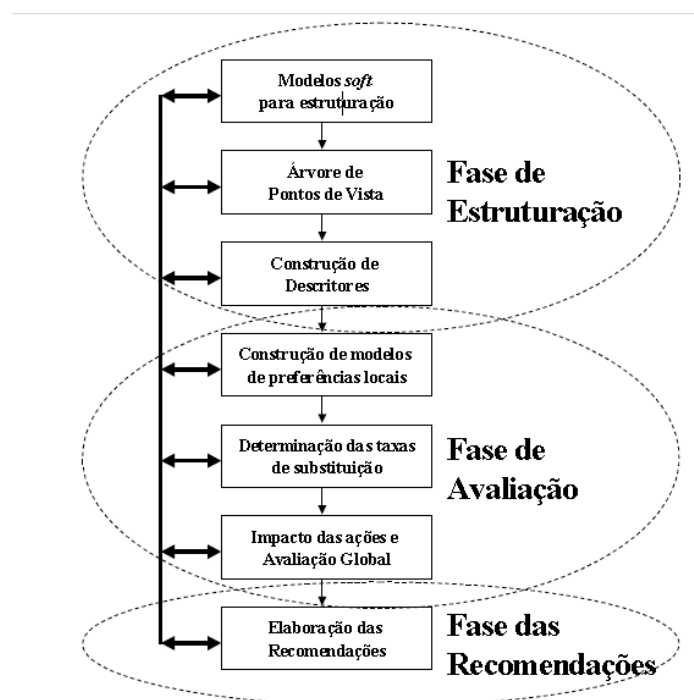 Modelos soft
para estruturação
Árvore de
Pontos de Vista
Fase de
Estruturação
Construção de
Descritores
Construção de modelos
de preferências locais
Determinação das taxas
de substituição
Fase de
Avaliação
Impacto das ações e
Avaliação Global
Elaboração das
Recomendações
Fase das
Recomendações